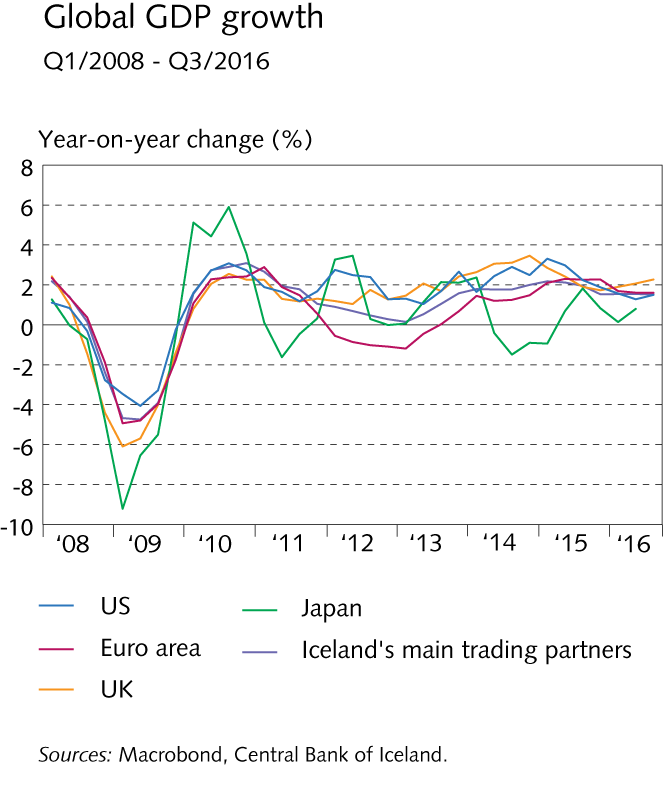 Global GDP growth
Q1/2008 - Q3/2016
Year-on-year change (%)
8
6
4
2
0
-2
-4
-6
-8
-10
‘08 ‘09 ‘10 ‘11 ‘12 ‘13 ‘14 ‘15 ‘16
US
Japan
Euro area
Iceland's main trading partners
UK
Sources: Macrobond, Central Bank of Iceland.